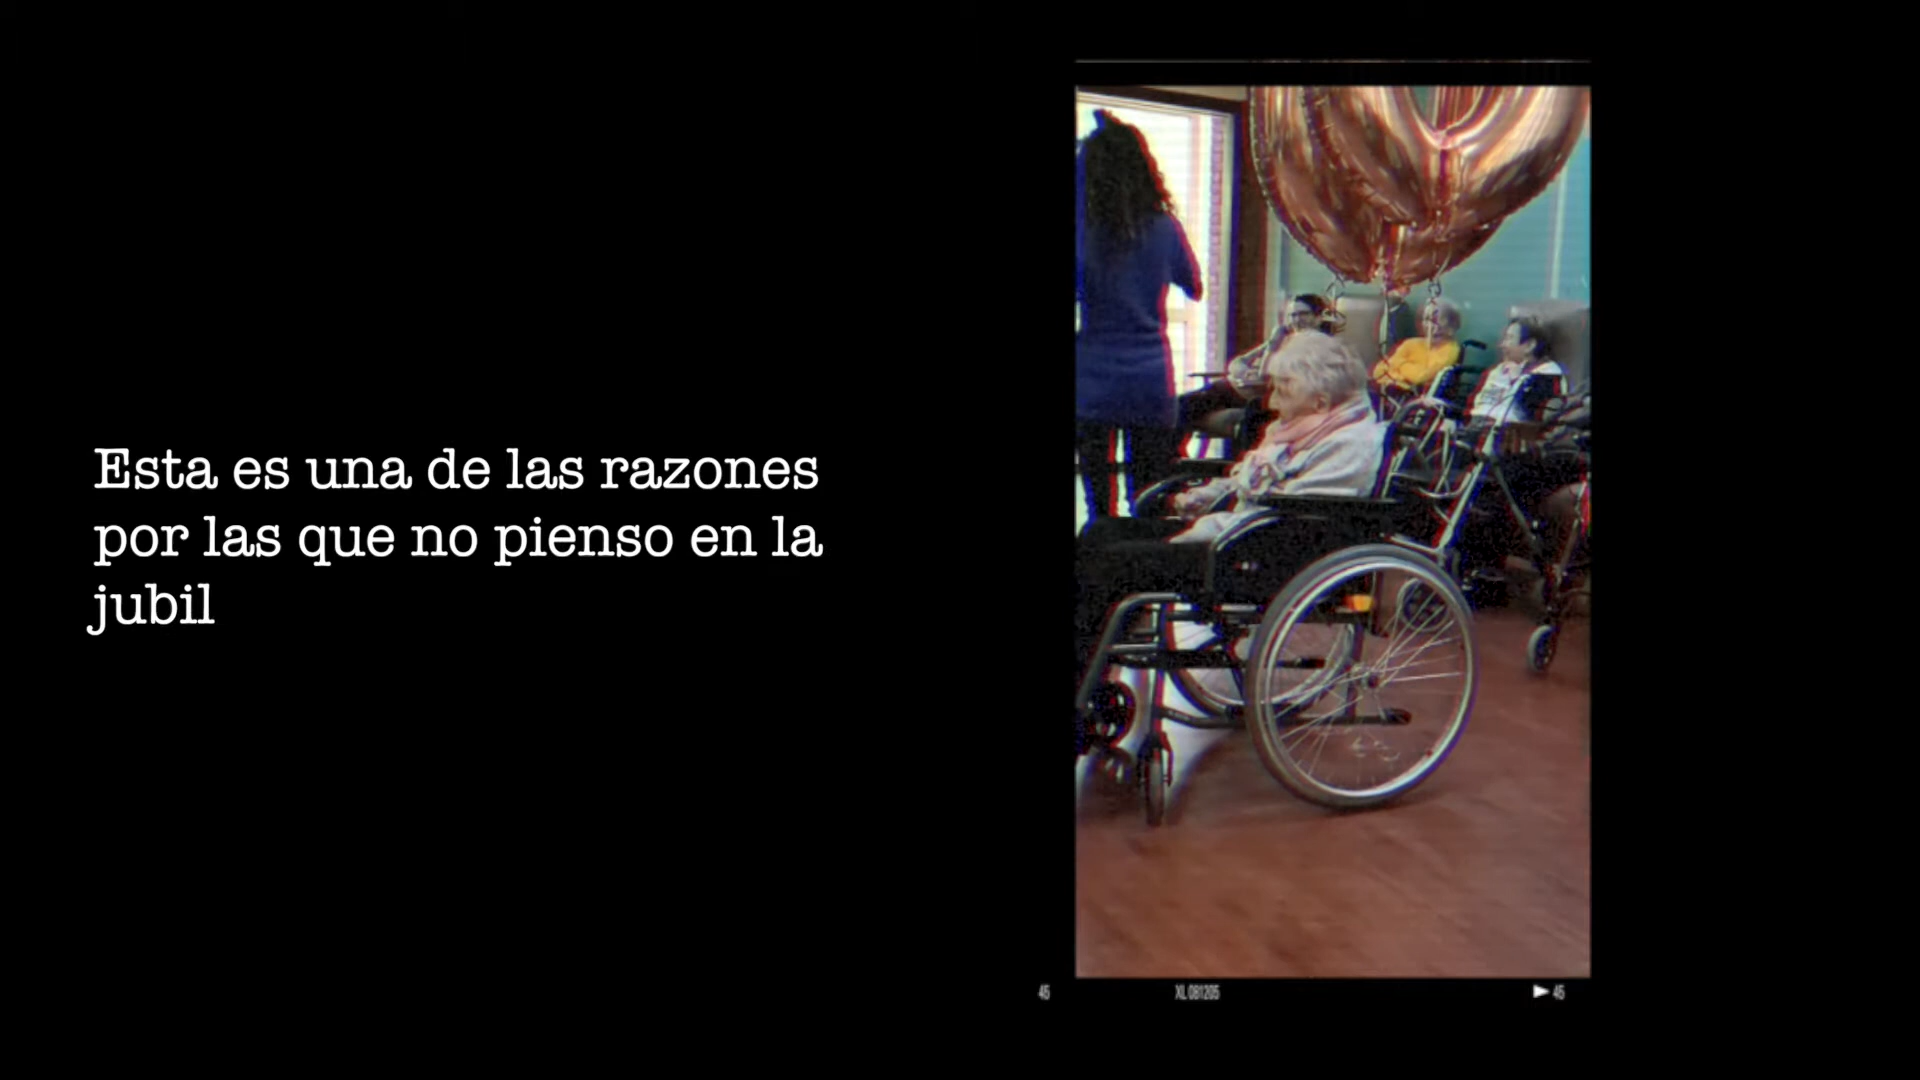 Esta es una de las razones
por las que no pienso en la
jubil
45 XL 081205 ▶ 45